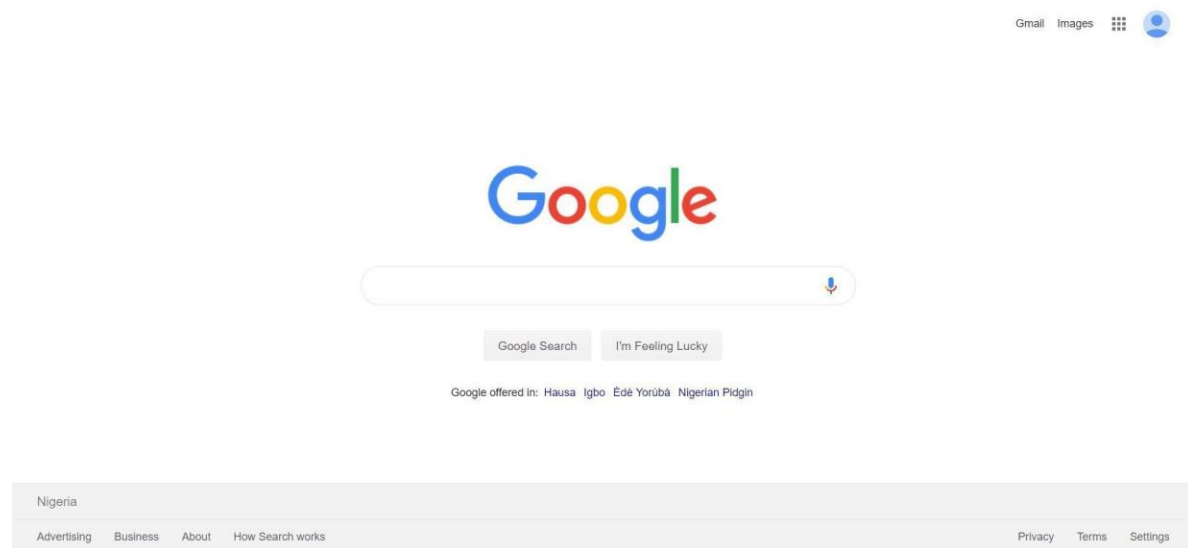 Gmail Images
Google
Google Search I'm Feeling Lucky
Google offered in: Hausa Igbo Ẹ̀dè Yorùbá Nigerian Pidgin
Nigeria
Advertising Business About How Search works Privacy Terms Settings